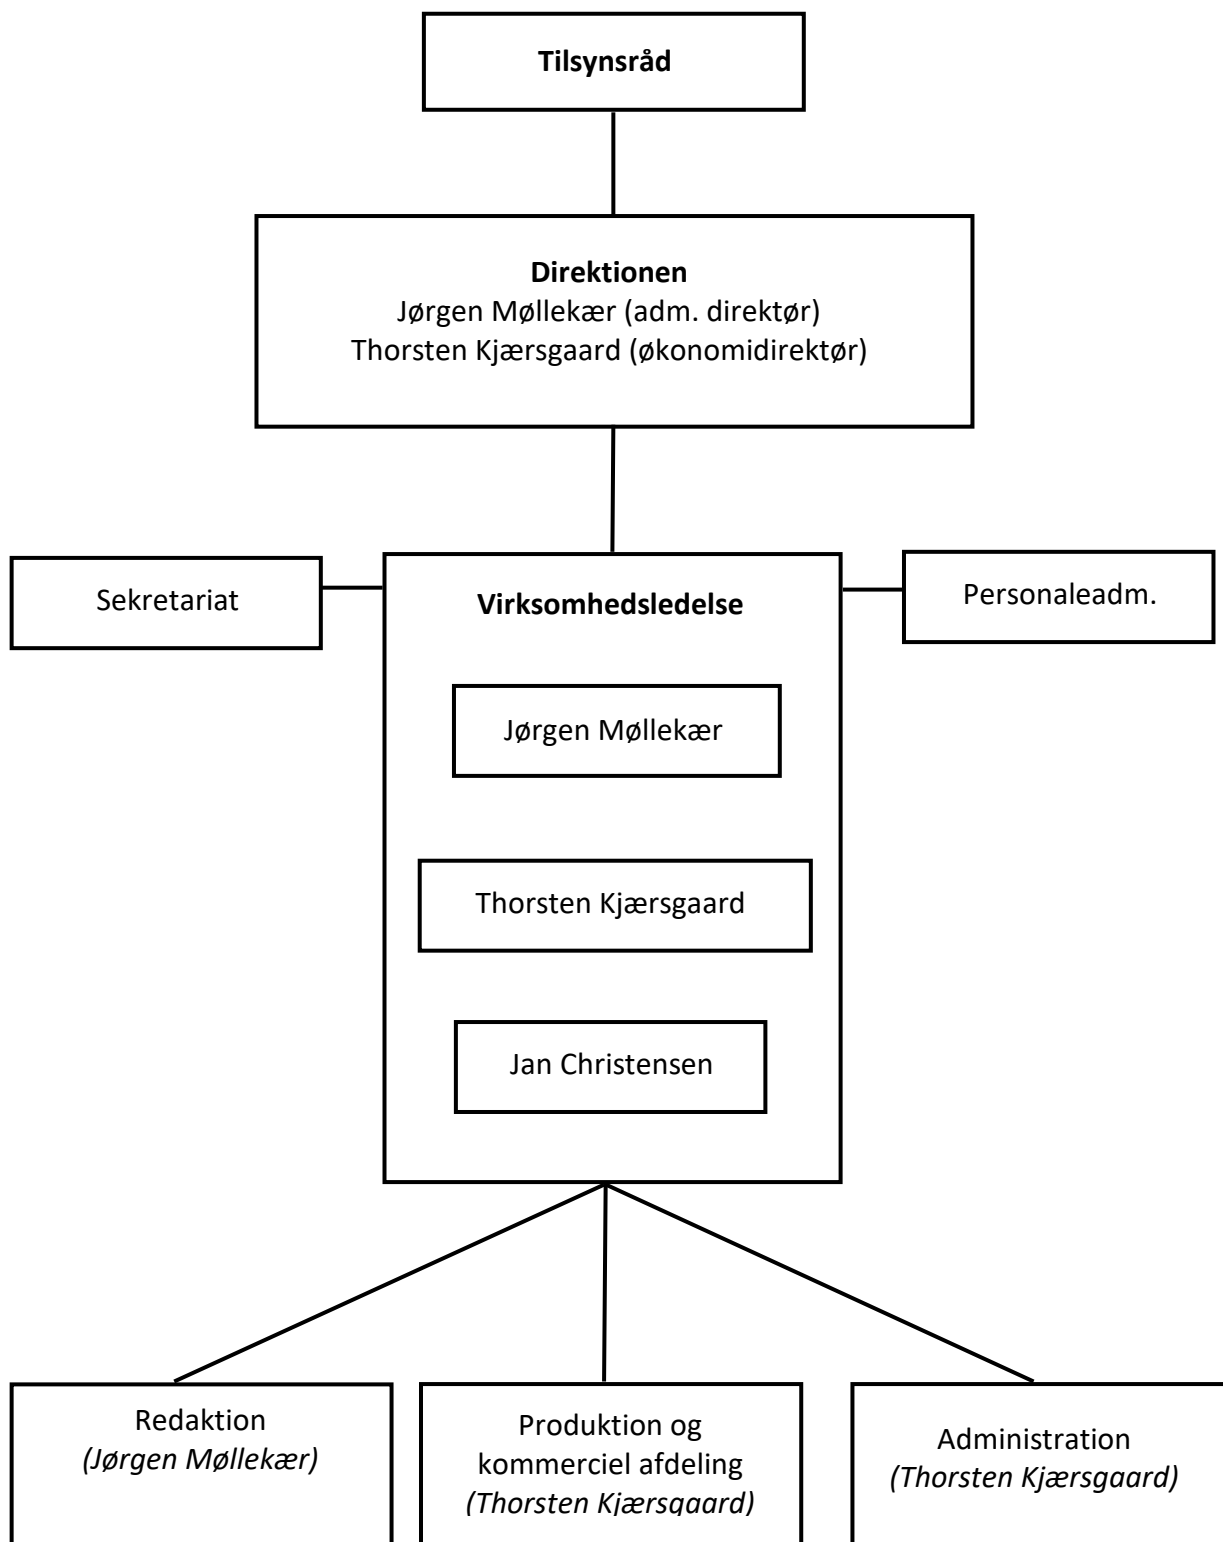 Tilsynsråd
Direktionen
Jørgen Møllekær (adm. direktør)
Thorsten Kjærsgaard (økonomidirektør)
Sekretariat
Virksomhedsledelse
Personaleadm.
Jørgen Møllekær
Thorsten Kjærsgaard
Jan Christensen
Redaktion
(Jørgen Møllekær)
Produktion og
kommerciel afdeling
(Thorsten Kjærsgaard)
Administration
(Thorsten Kjærsgaard)